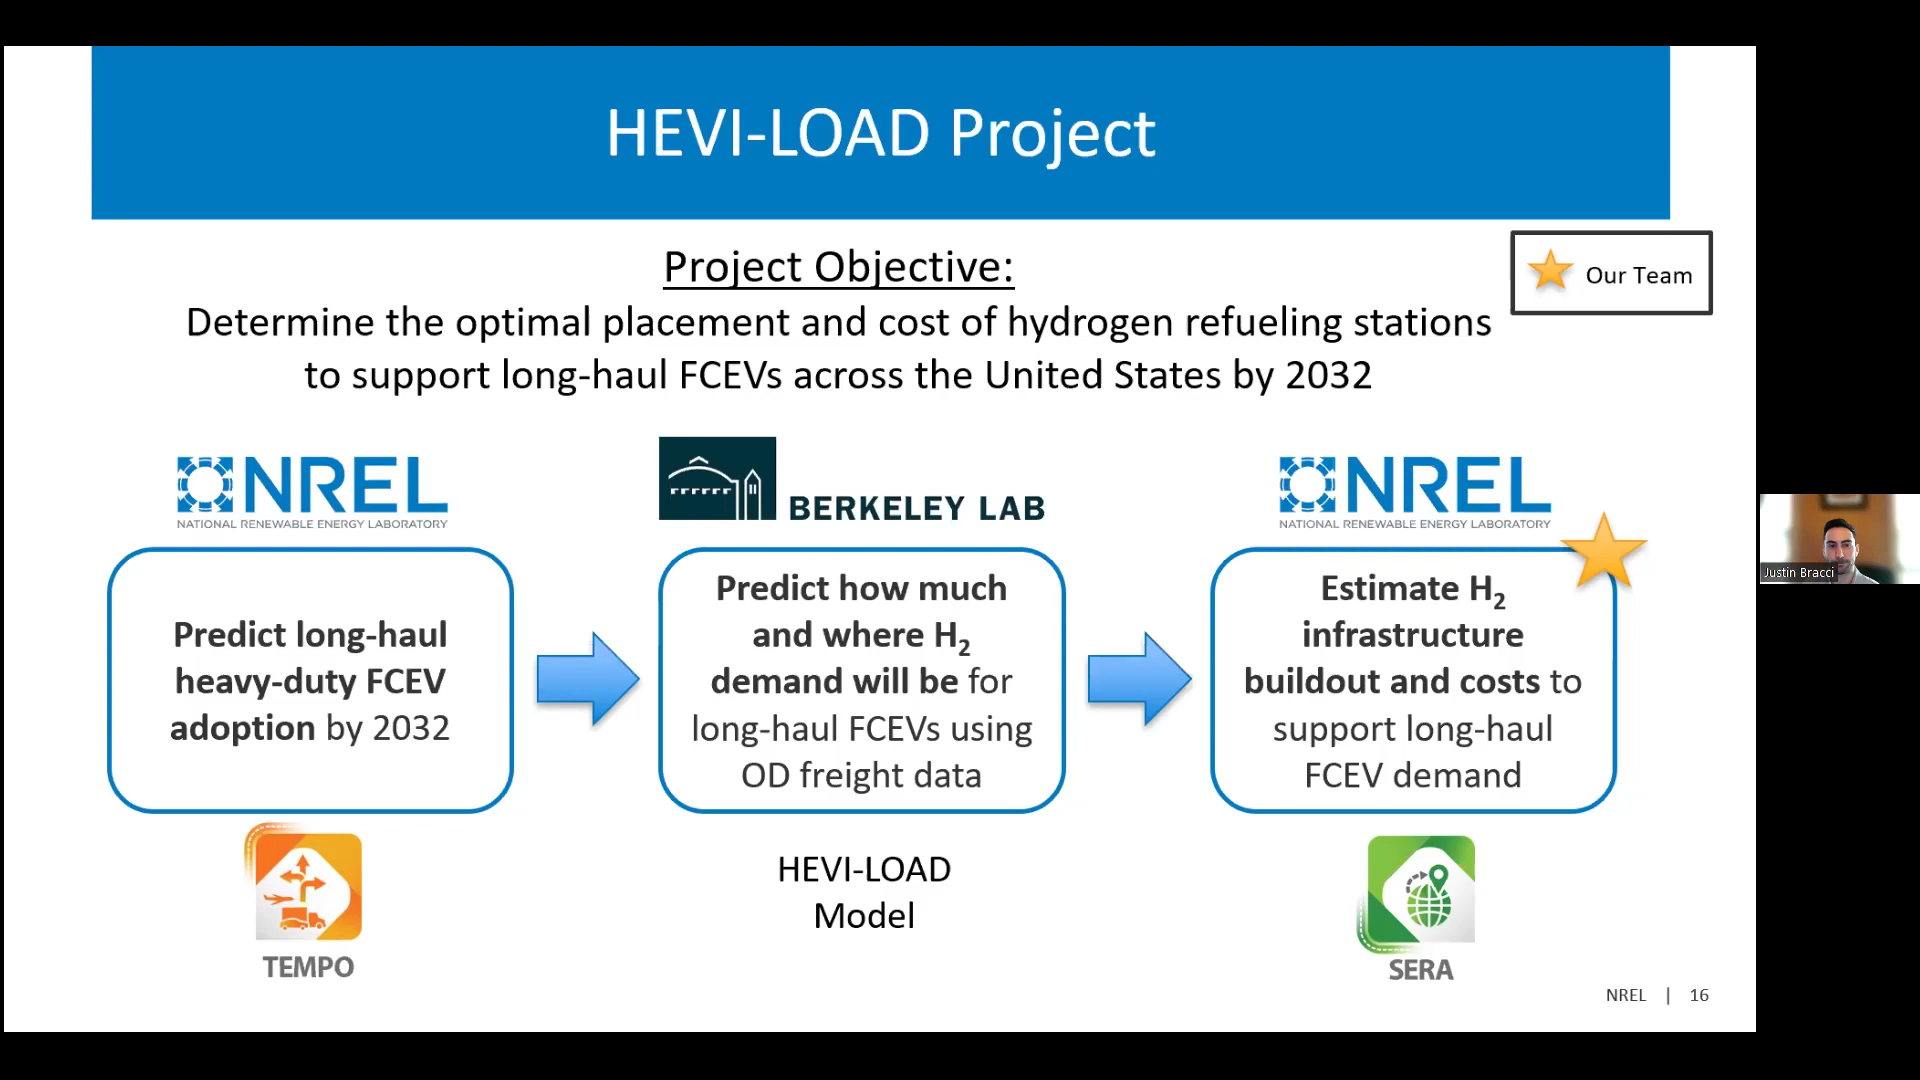 HEVI-LOAD Project
Project Objective:
Determine the optimal placement and cost of hydrogen refueling stations
to support long-haul FCEVs across the United States by 2032
Our Team
NREL
NATIONAL RENEWABLE ENERGY LABORATORY
Predict long-haul
heavy-duty FCEV
adoption by 2032
TEMPO
BERKELEY LAB
Predict how much
and where H₂
demand will be for
long-haul FCEVs using
OD freight data
HEVI-LOAD
Model
NREL
NATIONAL RENEWABLE ENERGY LABORATORY
Estimate H₂
infrastructure
buildout and costs to
support long-haul
FCEV demand
SERA
NREL | 16
Justin Bracci